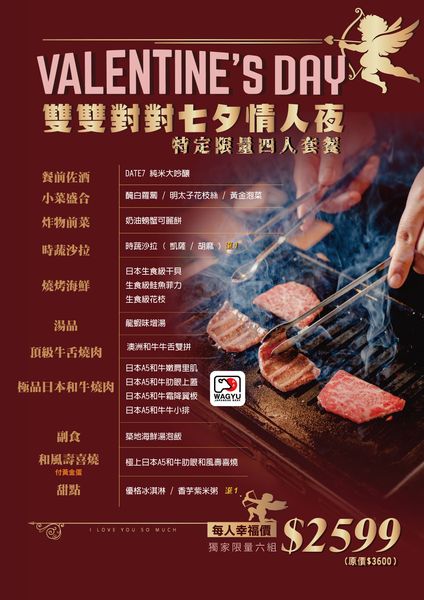 VALENTINE'S DAY
雙雙對對七夕情人夜
特定限量四人套餐
餐前佐酒 DATE7 純米大吟釀
小菜盛合 醃白蘿蔔 / 明太子花枝絲 / 黃金泡菜
炸物前菜 奶油螃蟹可麗餅
時蔬沙拉 時蔬沙拉 ( 凱薩 / 胡麻 ) 選1
燒烤海鮮 日本生食級干貝
生食級鮭魚菲力
生食級花枝
湯品 龍蝦味增湯
頂級牛舌燒肉 澳洲和牛牛舌雙拼
極品日本和牛燒肉 日本A5和牛嫩肩里肌
日本A5和牛肋眼上蓋
日本A5和牛霜降翼板
日本A5和牛牛小排
WAGYU
JAPANESE BEEF
副食 築地海鮮湯泡飯
和風壽喜燒 極上日本A5和牛肋眼和風壽喜燒
付黃金蛋
甜點 優格冰淇淋 / 香芋紫米粥 選1
I LOVE YOU SO MUCH
每人幸福價
獨家限量六組
$2599
(原價$3600)